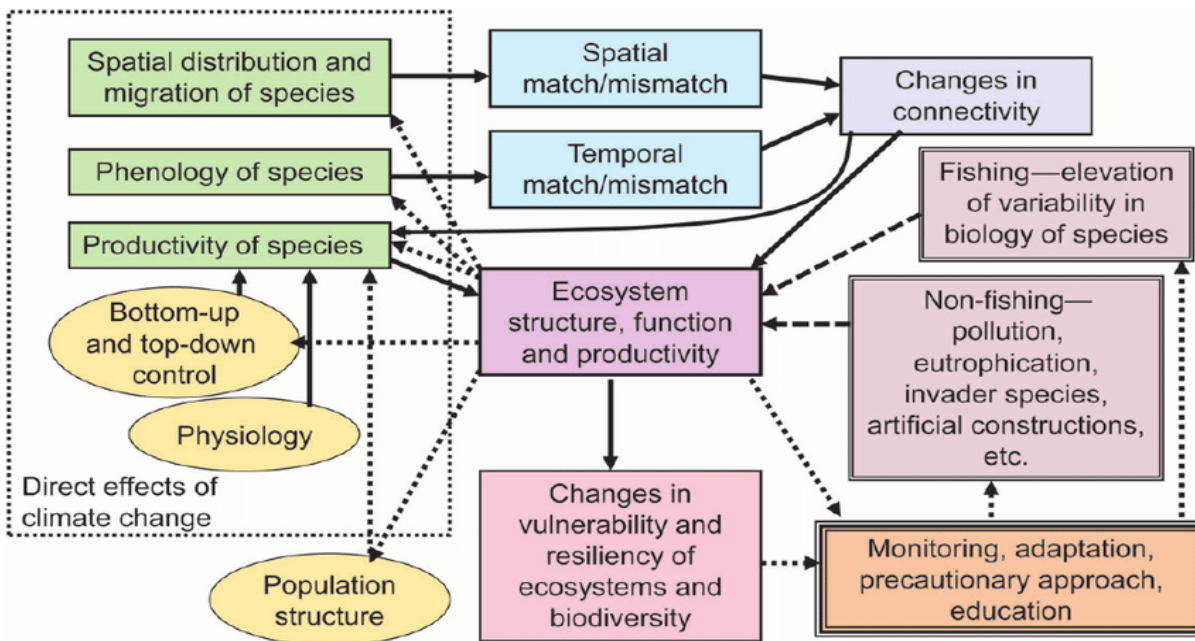 Spatial distribution and
migration of species
Spatial
match/mismatch
Changes in
connectivity
Phenology of species
Temporal
match/mismatch
Fishing—elevation
of variability in
biology of species
Productivity of species
Ecosystem
structure, function
and productivity
Non-fishing—
pollution,
eutrophication,
invader species,
artificial constructions,
etc.
Bottom-up
and top-down
control
Physiology
Direct effects of
climate change
Changes in
vulnerability and
resiliency of
ecosystems and
biodiversity
Monitoring, adaptation,
precautionary approach,
education
Population
structure